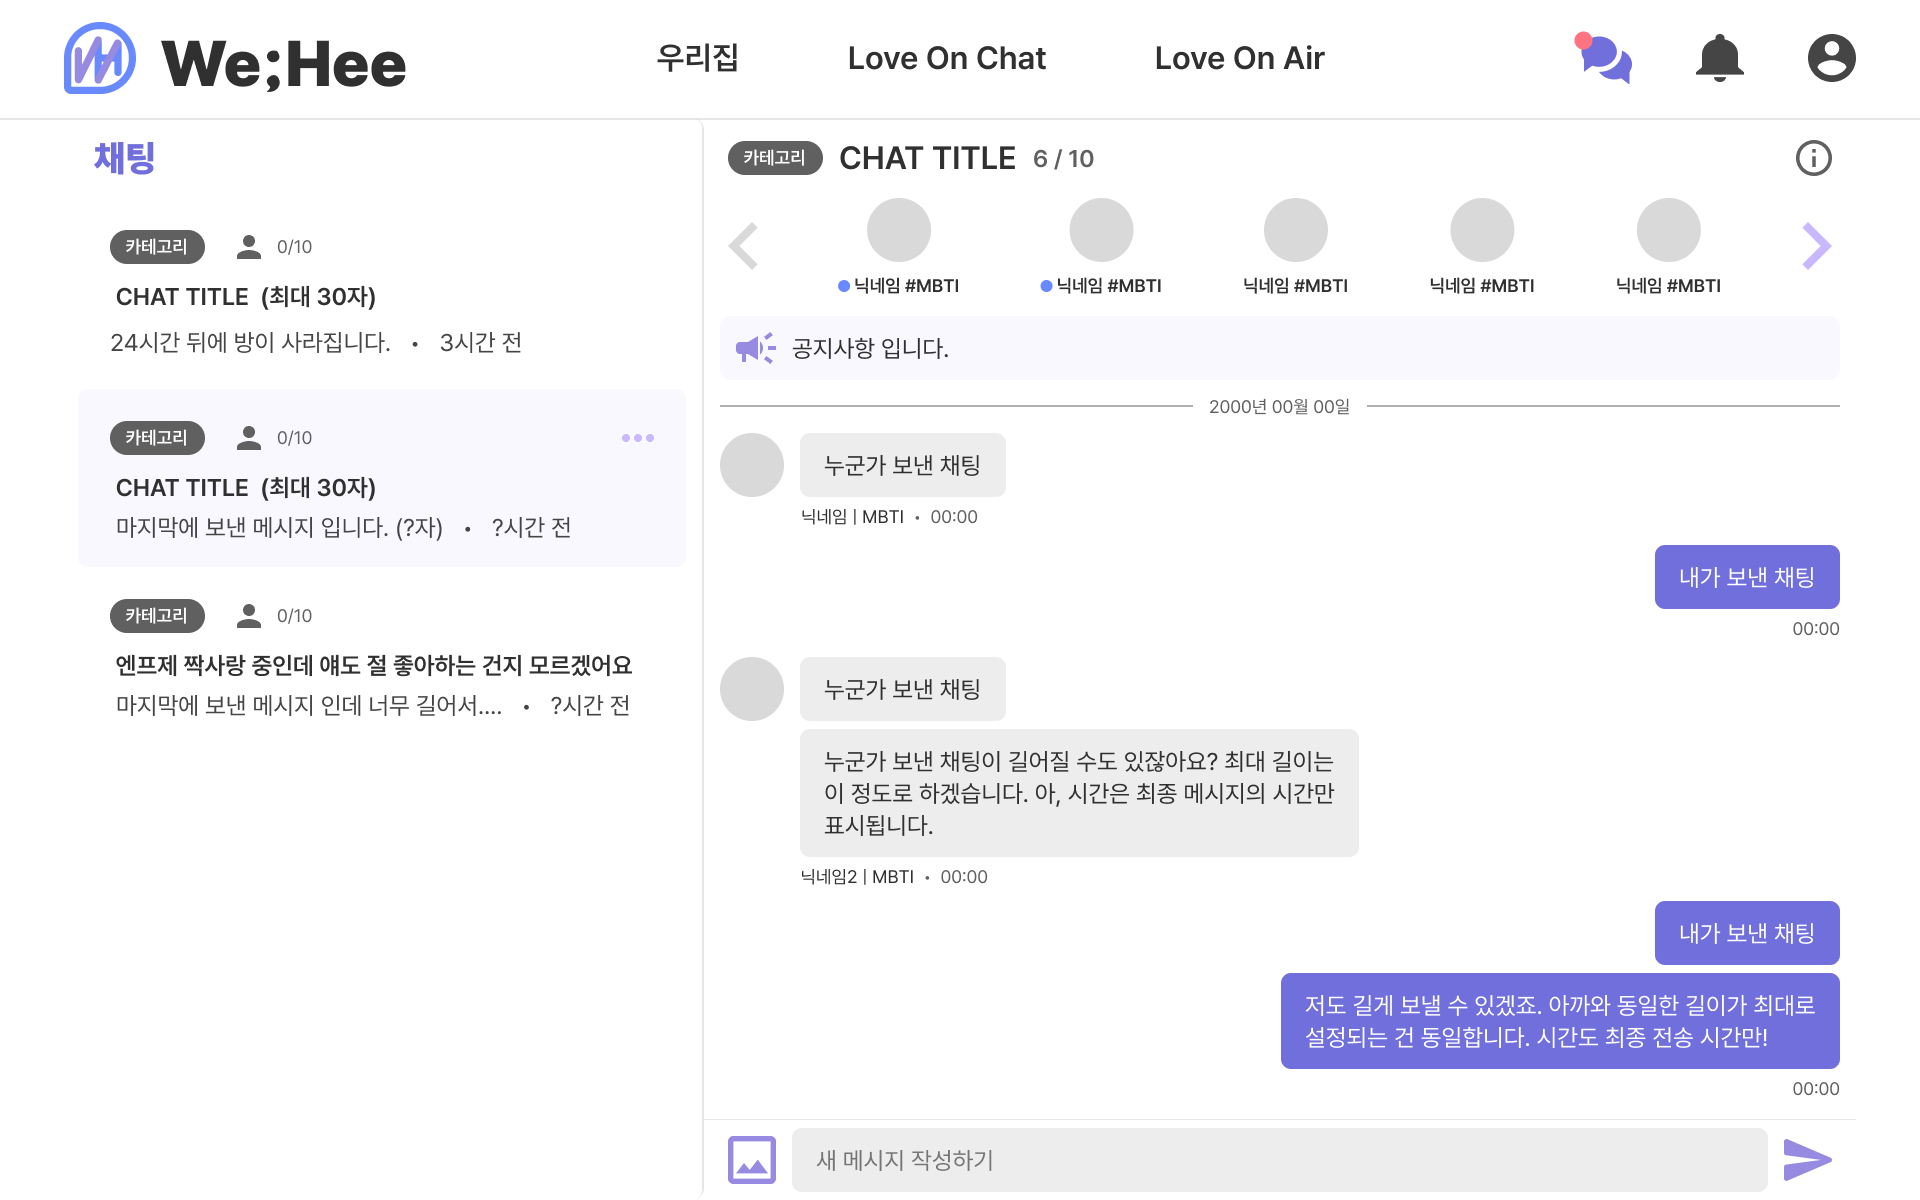 We;Hee
우리집
Love On Chat
Love On Air
채팅
카테고리 0/10
CHAT TITLE (최대 30자)
24시간 뒤에 방이 사라집니다. • 3시간 전
카테고리 0/10
CHAT TITLE (최대 30자)
마지막에 보낸 메시지 입니다. (?자) • ?시간 전
카테고리 0/10
엔프제 짝사랑 중인데 얘도 절 좋아하는 건지 모르겠어요
마지막에 보낸 메시지 인데 너무 길어서.... • ?시간 전
카테고리 CHAT TITLE 6 / 10
닉네임 #MBTI
닉네임 #MBTI
닉네임 #MBTI
닉네임 #MBTI
닉네임 #MBTI
공지사항 입니다.
2000년 00월 00일
누군가 보낸 채팅
닉네임 | MBTI • 00:00
내가 보낸 채팅
00:00
누군가 보낸 채팅
누군가 보낸 채팅이 길어질 수도 있잖아요? 최대 길이는
이 정도로 하겠습니다. 아, 시간은 최종 메시지의 시간만
표시됩니다.
닉네임2 | MBTI • 00:00
내가 보낸 채팅
저도 길게 보낼 수 있겠죠. 아까와 동일한 길이가 최대로
설정되는 건 동일합니다. 시간도 최종 전송 시간만!
00:00
새 메시지 작성하기